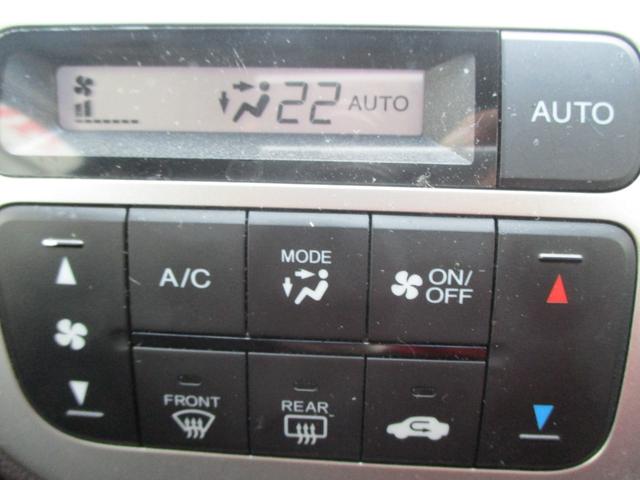 22 AUTO
AUTO
A/C
MODE
ON/
OFF
FRONT
REAR